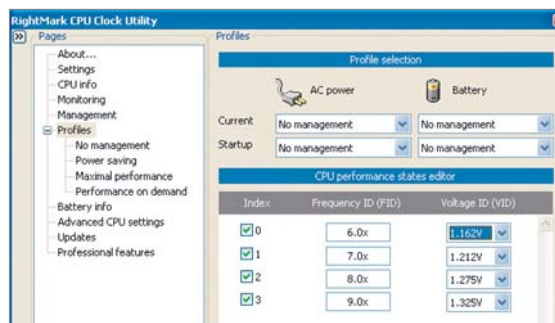 RightMark CPU Clock Utility
Pages
About...
Settings
CPU info
Monitoring
Management
Profiles
No management
Power saving
Maximal performance
Performance on demand
Battery info
Advanced CPU settings
Updates
Professional features
Profiles
Profile selection
AC power Battery
Current No management No management
Startup No management No management
CPU performance states editor
Index Frequency ID (FID) Voltage ID (VID)
0 6.0x 1.162V
1 7.0x 1.212V
2 8.0x 1.275V
3 9.0x 1.325V